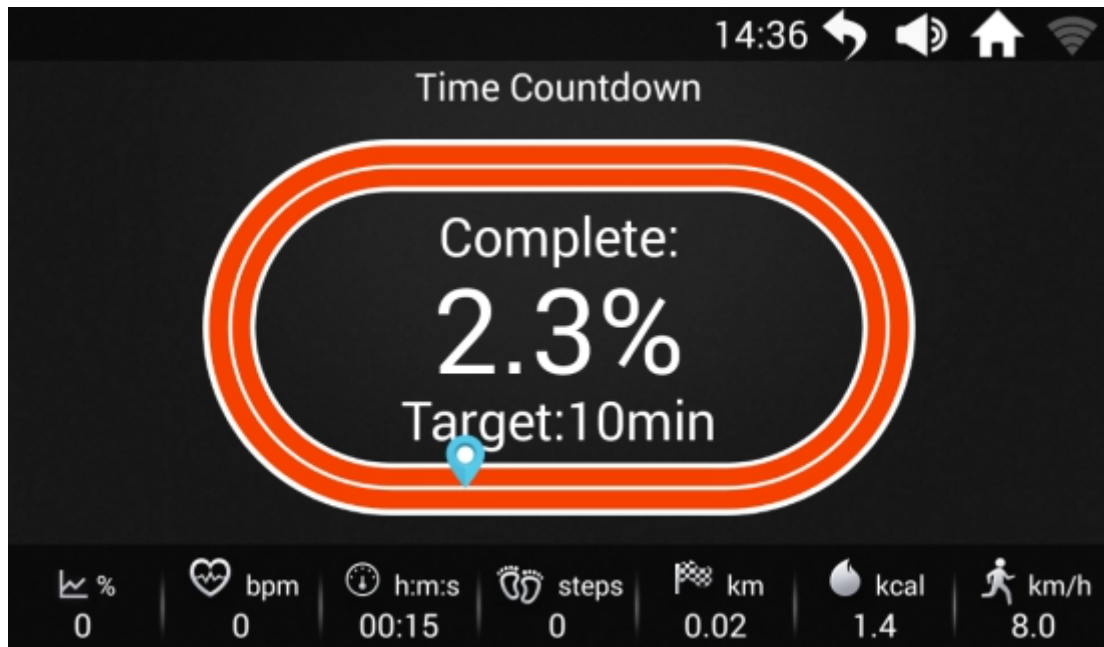 14:36
Time Countdown
Complete:
2.3%
Target:10min
% bpm h:m:s steps km kcal km/h
0 0 00:15 0 0.02 1.4 8.0